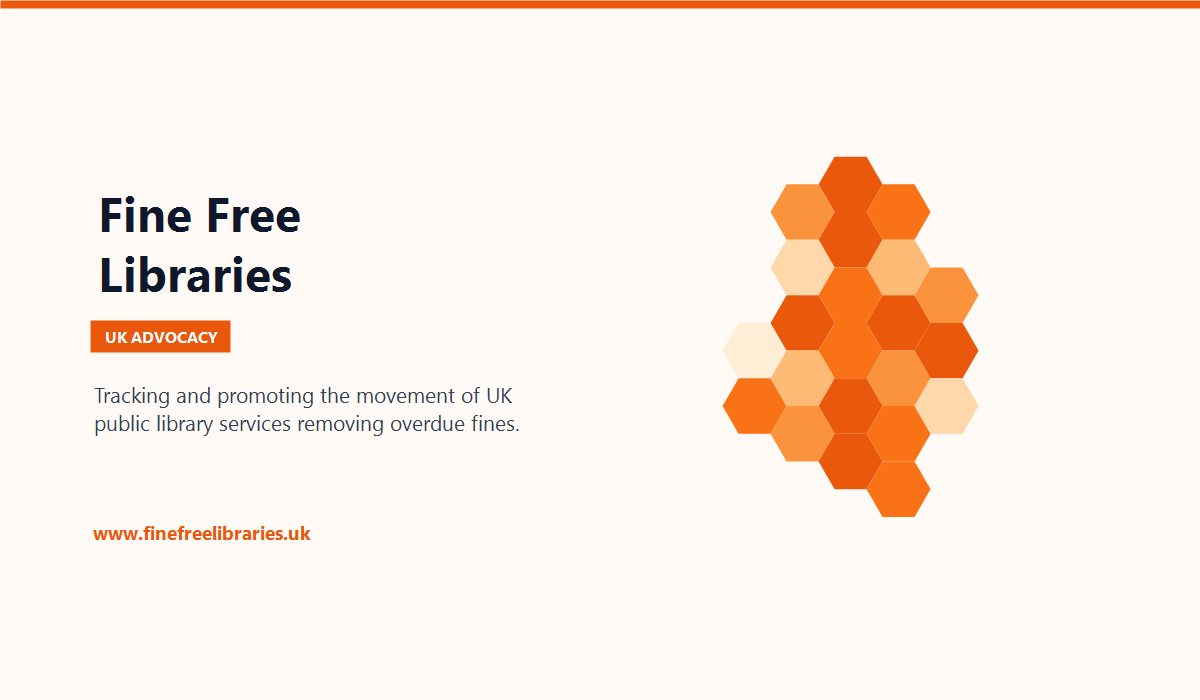 Fine Free
Libraries
UK ADVOCACY
Tracking and promoting the movement of UK
public library services removing overdue fines.
www.finefreelibraries.uk